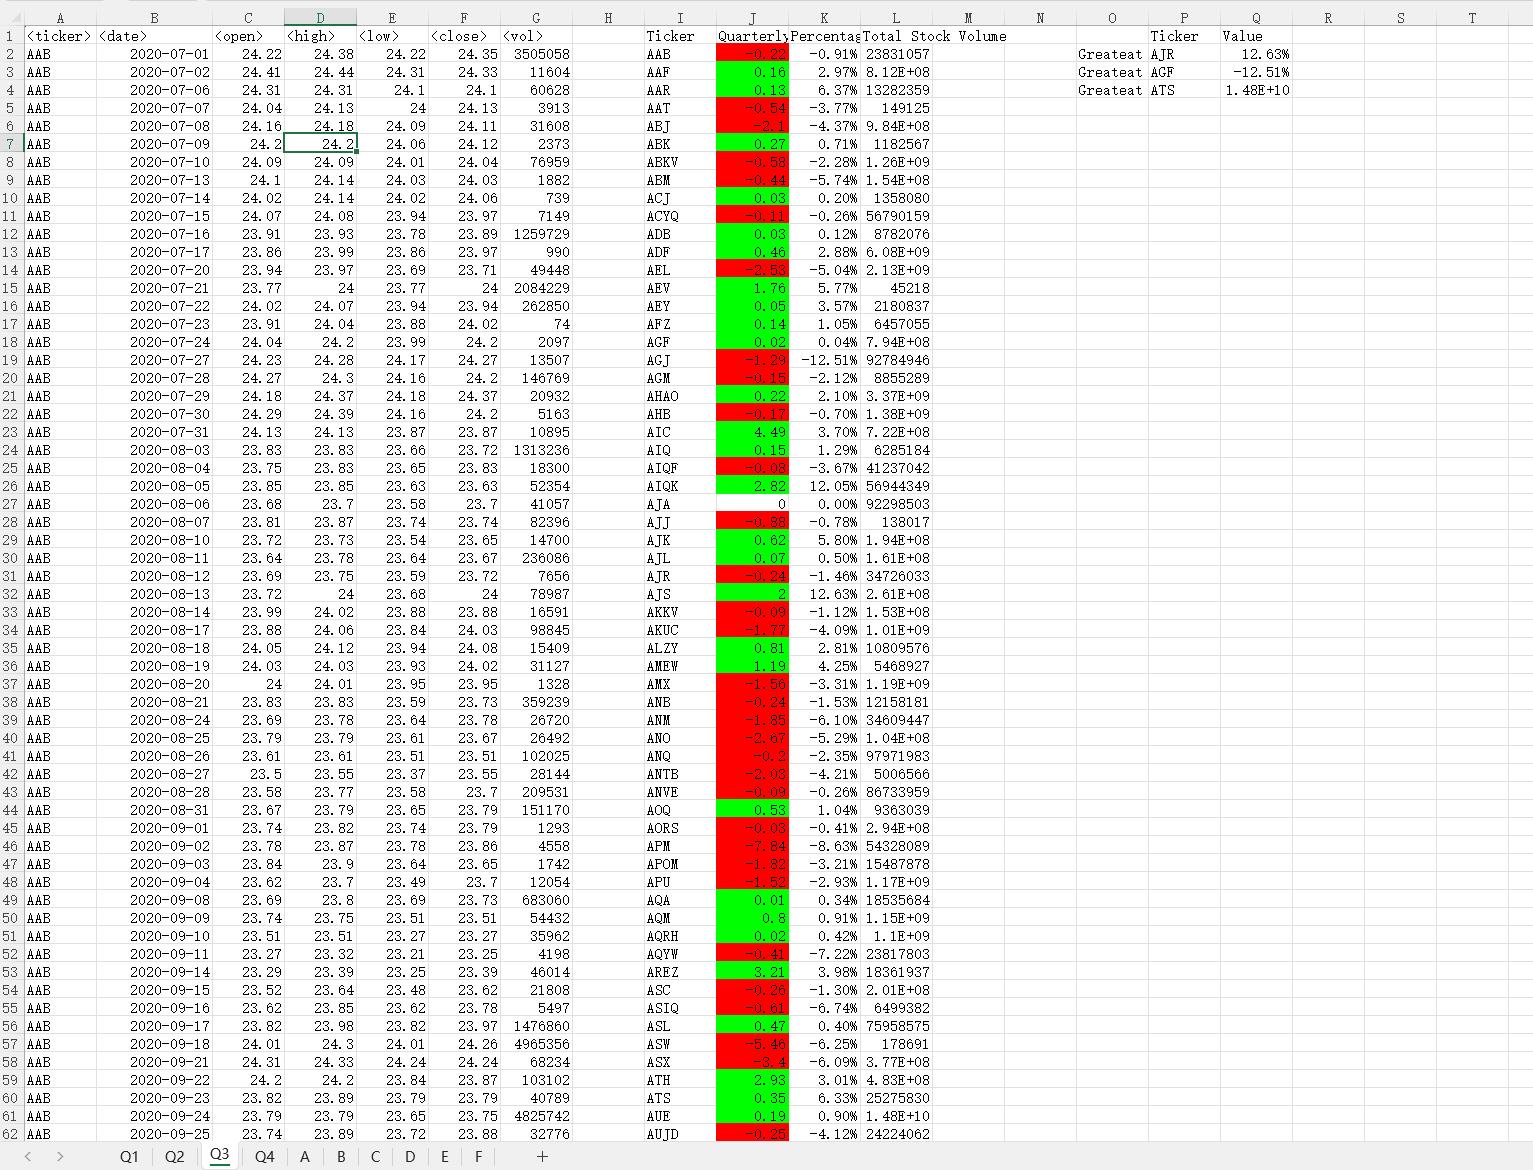 A B C D E F G H I J K L M N O P Q R S T
1 <ticker> <date> <open> <high> <low> <close> <vol> Ticker Quarterly Percentag Total Stock Volume Ticker Value
2 AAB 2020-07-01 24.22 24.38 24.22 24.35 3505058 AAB -0.22 -0.91% 23831057 Greateat AJR 12.63%
3 AAB 2020-07-02 24.41 24.44 24.31 24.33 11604 AAF 0.16 2.97% 8.12E+08 Greateat AGF -12.51%
4 AAB 2020-07-06 24.31 24.31 24.1 24.1 60628 AAR 0.13 6.37% 13282359 Greateat ATS 1.48E+10
5 AAB 2020-07-07 24.04 24.13 24 24.13 3913 AAT -0.54 -3.77% 149125
6 AAB 2020-07-08 24.16 24.18 24.09 24.11 31608 ABJ -2.1 -4.37% 9.84E+08
7 AAB 2020-07-09 24.2 24.2 24.06 24.12 2373 ABK 0.27 0.71% 1182567
8 AAB 2020-07-10 24.09 24.09 24.01 24.04 76959 ABKV -0.58 -2.28% 1.26E+09
9 AAB 2020-07-13 24.1 24.14 24.03 24.03 1882 ABM -0.44 -5.74% 1.54E+08
10 AAB 2020-07-14 24.02 24.14 24.02 24.06 739 ACJ 0.03 0.20% 1358080
11 AAB 2020-07-15 24.07 24.08 23.94 23.97 7149 ACYQ -0.11 -0.26% 56790159
12 AAB 2020-07-16 23.91 23.93 23.78 23.89 1259729 ADB 0.03 0.12% 8782076
13 AAB 2020-07-17 23.86 23.99 23.86 23.97 990 ADF 0.46 2.88% 6.08E+09
14 AAB 2020-07-20 23.94 23.97 23.69 23.71 49448 AEL -2.53 -5.04% 2.13E+09
15 AAB 2020-07-21 23.77 24 23.77 24 2084229 AEV 1.76 5.77% 45218
16 AAB 2020-07-22 24.02 24.07 23.94 23.94 262850 AEY 0.05 3.57% 2180837
17 AAB 2020-07-23 23.91 24.04 23.88 24.02 74 AFZ 0.14 1.05% 6457055
18 AAB 2020-07-24 24.04 24.2 23.99 24.2 2097 AGF 0.02 0.04% 7.94E+08
19 AAB 2020-07-27 24.23 24.28 24.17 24.27 13507 AGJ -1.29 -12.51% 92784946
20 AAB 2020-07-28 24.27 24.3 24.16 24.2 146769 AGM -0.15 -2.12% 8855289
21 AAB 2020-07-29 24.18 24.37 24.18 24.37 20932 AHAO 0.22 2.10% 3.37E+09
22 AAB 2020-07-30 24.29 24.39 24.16 24.2 5163 AHB -0.17 -0.70% 1.38E+09
23 AAB 2020-07-31 24.13 24.13 23.87 23.87 10895 AIC 4.49 3.70% 7.22E+08
24 AAB 2020-08-03 23.83 23.83 23.66 23.72 1313236 AIQ 0.15 1.29% 6285184
25 AAB 2020-08-04 23.75 23.83 23.65 23.83 18300 AIQF -0.08 -3.67% 41237042
26 AAB 2020-08-05 23.85 23.85 23.63 23.63 52354 AIQK 2.82 12.05% 56944349
27 AAB 2020-08-06 23.68 23.7 23.58 23.7 41057 AJA 0 0.00% 92298503
28 AAB 2020-08-07 23.81 23.87 23.74 23.74 82396 AJJ -0.88 -0.78% 138017
29 AAB 2020-08-10 23.72 23.73 23.54 23.65 14700 AJK 0.62 5.80% 1.94E+08
30 AAB 2020-08-11 23.64 23.78 23.64 23.67 236086 AJL 0.07 0.50% 1.61E+08
31 AAB 2020-08-12 23.69 23.75 23.59 23.72 7656 AJR -0.24 -1.46% 34726033
32 AAB 2020-08-13 23.72 24 23.68 24 78987 AJS 2 12.63% 2.61E+08
33 AAB 2020-08-14 23.99 24.02 23.88 23.88 16591 AKKV -0.09 -1.12% 1.53E+08
34 AAB 2020-08-17 23.88 24.06 23.84 24.03 98845 AKUC -1.77 -4.09% 1.01E+09
35 AAB 2020-08-18 24.05 24.12 23.94 24.08 15409 ALZY 0.81 2.81% 10809576
36 AAB 2020-08-19 24.03 24.03 23.93 24.02 31127 AMEW 1.19 4.25% 5468927
37 AAB 2020-08-20 24 24.01 23.95 23.95 1328 AMX -1.56 -3.31% 1.19E+09
38 AAB 2020-08-21 23.83 23.83 23.59 23.73 359239 ANB -0.24 -1.53% 12158181
39 AAB 2020-08-24 23.69 23.78 23.64 23.78 26720 ANM -1.85 -6.10% 34609447
40 AAB 2020-08-25 23.79 23.79 23.61 23.67 26492 ANO -2.67 -5.29% 1.04E+08
41 AAB 2020-08-26 23.61 23.61 23.51 23.51 102025 ANQ -0.2 -2.35% 97971983
42 AAB 2020-08-27 23.5 23.55 23.37 23.55 28144 ANTB -2.03 -4.21% 5006566
43 AAB 2020-08-28 23.58 23.77 23.58 23.7 209531 ANVE -0.09 -0.26% 86733959
44 AAB 2020-08-31 23.67 23.79 23.65 23.79 151170 AOQ 0.53 1.04% 9363039
45 AAB 2020-09-01 23.74 23.82 23.74 23.79 1293 AORS -0.03 -0.41% 2.94E+08
46 AAB 2020-09-02 23.78 23.87 23.78 23.86 4558 APM -7.84 -8.63% 54328089
47 AAB 2020-09-03 23.84 23.9 23.64 23.65 1742 APOM -1.82 -3.21% 15487878
48 AAB 2020-09-04 23.62 23.7 23.49 23.7 12054 APU -1.52 -2.93% 1.17E+09
49 AAB 2020-09-08 23.69 23.8 23.69 23.73 683060 AQA 0.01 0.34% 18535684
50 AAB 2020-09-09 23.74 23.75 23.51 23.51 54432 AQM 0.8 0.91% 1.15E+09
51 AAB 2020-09-10 23.51 23.51 23.27 23.27 35962 AQRH 0.02 0.42% 1.1E+09
52 AAB 2020-09-11 23.27 23.32 23.21 23.25 4198 AQYW -0.41 -7.22% 23817803
53 AAB 2020-09-14 23.29 23.39 23.25 23.39 46014 AREZ 3.21 3.98% 18361937
54 AAB 2020-09-15 23.52 23.64 23.48 23.62 21808 ASC -0.26 -1.30% 2.01E+08
55 AAB 2020-09-16 23.62 23.85 23.62 23.78 5497 ASIQ -0.61 -6.74% 6499382
56 AAB 2020-09-17 23.82 23.98 23.82 23.97 1476860 ASL 0.47 0.40% 75958575
57 AAB 2020-09-18 24.01 24.3 24.01 24.26 4965356 ASW -5.46 -6.25% 178691
58 AAB 2020-09-21 24.31 24.33 24.24 24.24 68234 ASX -3.4 -6.09% 3.77E+08
59 AAB 2020-09-22 24.2 24.2 23.84 23.87 103102 ATH 2.93 3.01% 4.83E+08
60 AAB 2020-09-23 23.82 23.89 23.79 23.79 40789 ATS 0.35 6.33% 25275830
61 AAB 2020-09-24 23.79 23.79 23.65 23.75 4825742 AUE 0.19 0.90% 1.48E+10
62 AAB 2020-09-25 23.74 23.89 23.72 23.88 32776 AUJD -0.25 -4.12% 24224062
Q1 Q2 Q3 Q4 A B C D E F